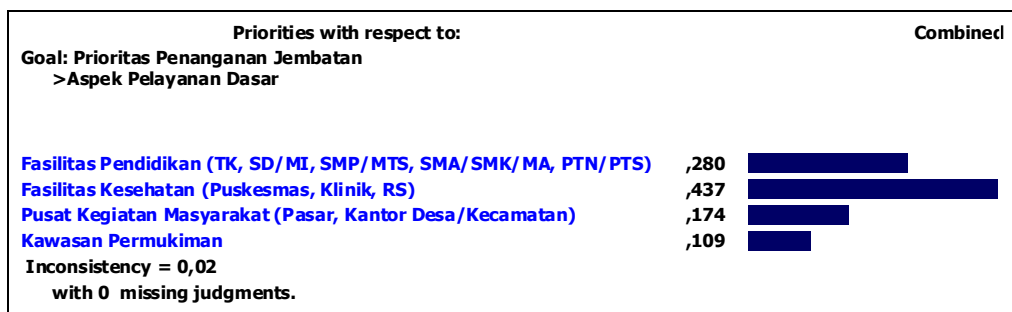 Priorities with respect to: Combined
Goal: Prioritas Penanganan Jembatan
>Aspek Pelayanan Dasar
Fasilitas Pendidikan (TK, SD/MI, SMP/MTS, SMA/SMK/MA, PTN/PTS) ,280
Fasilitas Kesehatan (Puskesmas, Klinik, RS) ,437
Pusat Kegiatan Masyarakat (Pasar, Kantor Desa/Kecamatan) ,174
Kawasan Permukiman ,109
Inconsistency = 0,02
with 0 missing judgments.